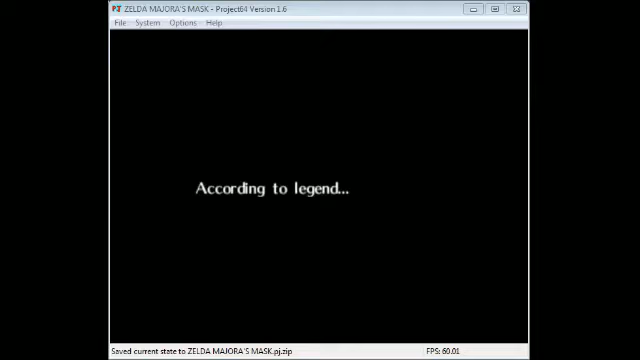 ZELDA MAJORA'S MASK - Project64 Version 1.6
File System Options Help
According to legend...
Saved current state to ZELDA MAJORA'S MASK.pj.zip FPS: 60.01